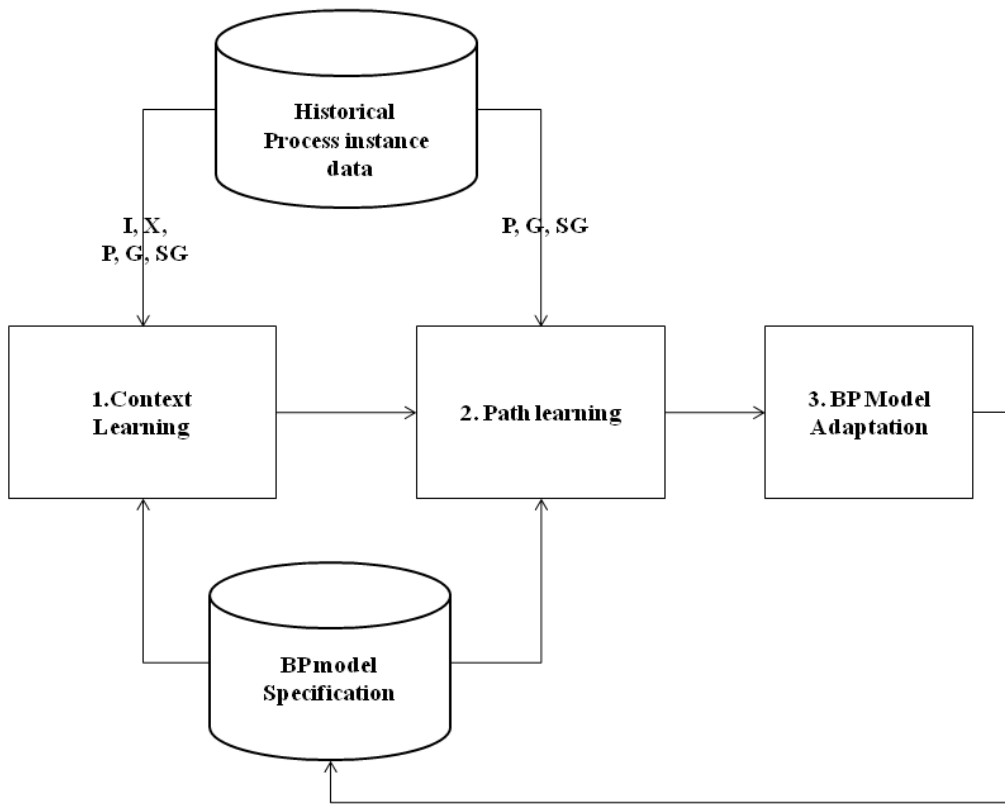 Historical
Process instance
data
I, X,
P, G, SG
P, G, SG
1.Context
Learning
2. Path learning
3. BP Model
Adaptation
BPmodel
Specification